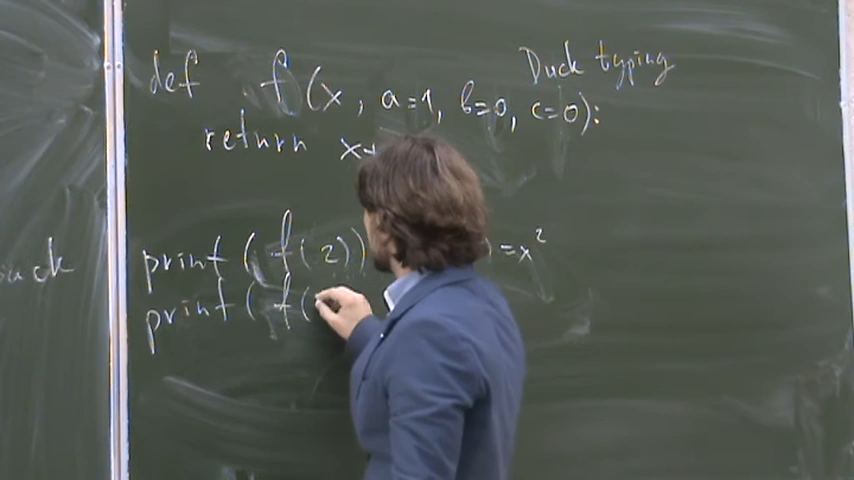 Duck typing
def f(x, a=1, b=0, c=0):
return x
print (f(2)) ) = x²
print (f(